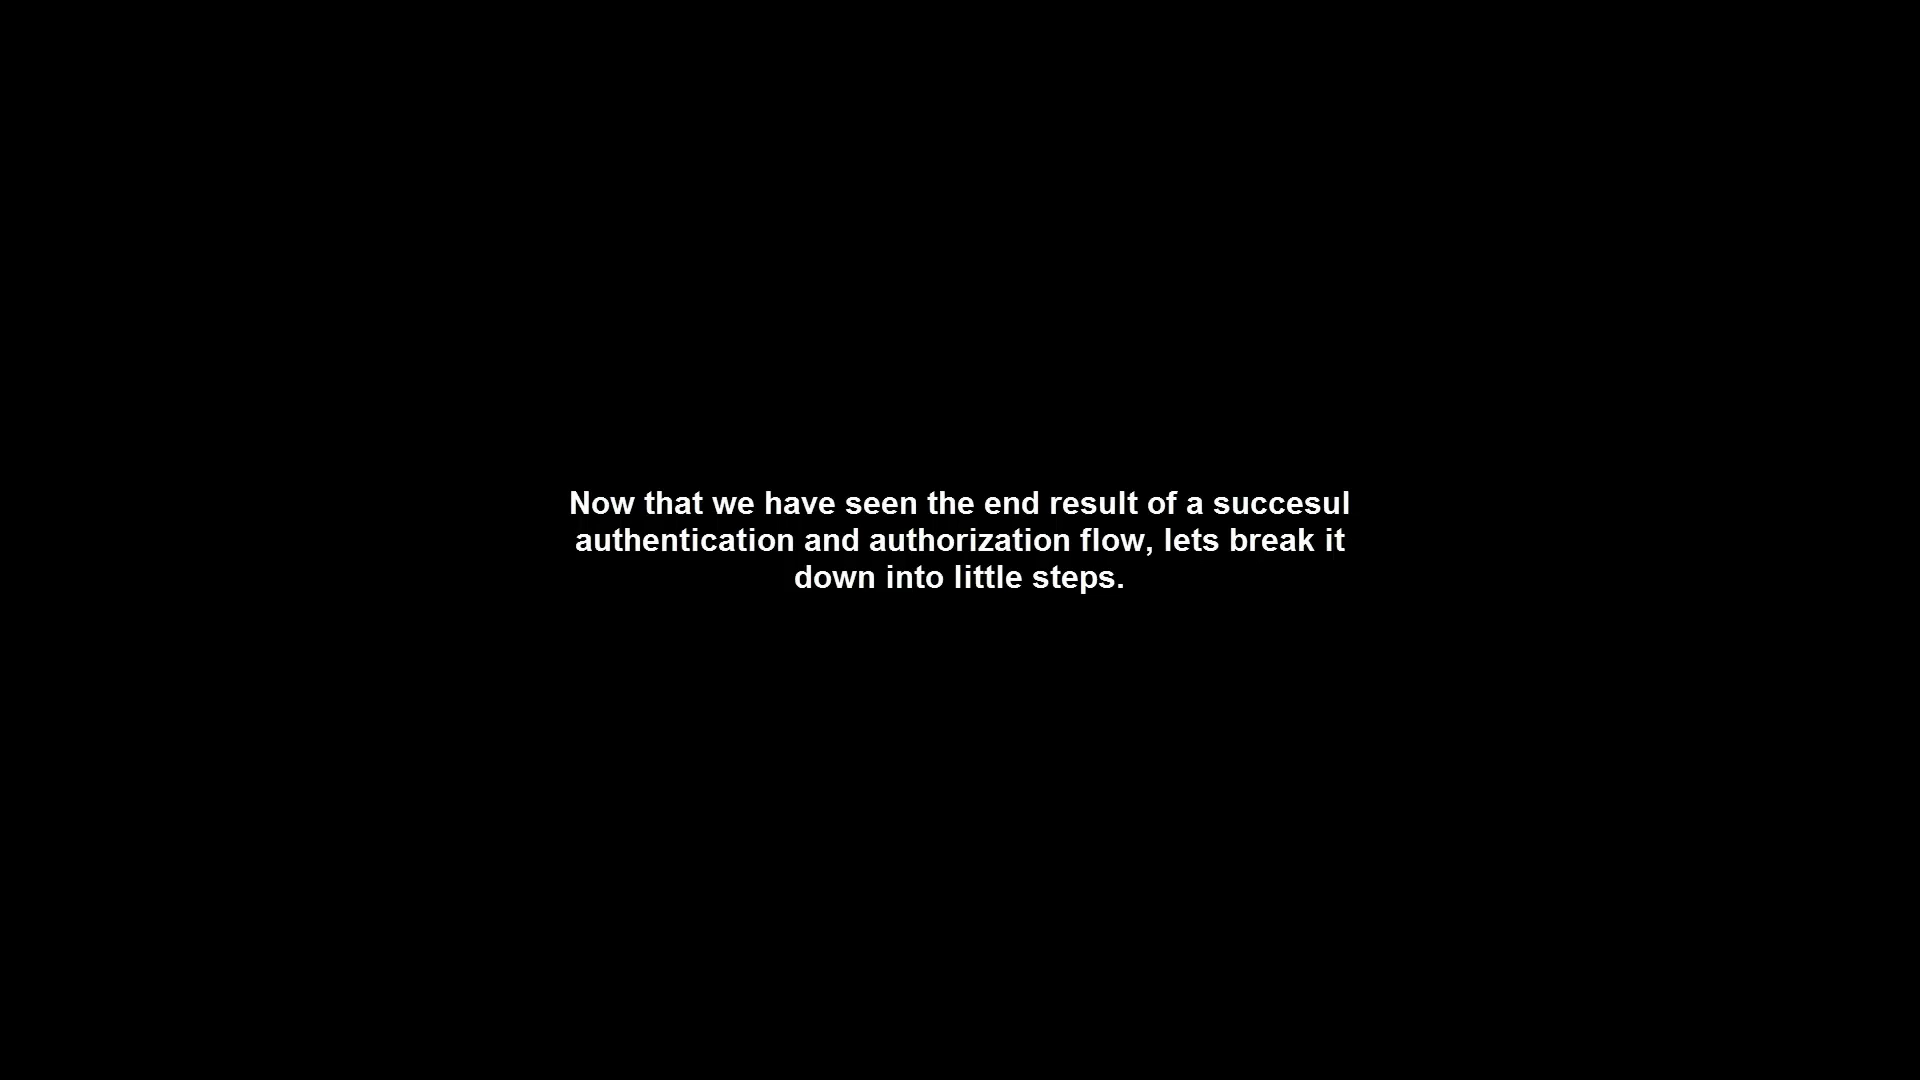 Now that we have seen the end result of a succesul
authentication and authorization flow, lets break it
down into little steps.